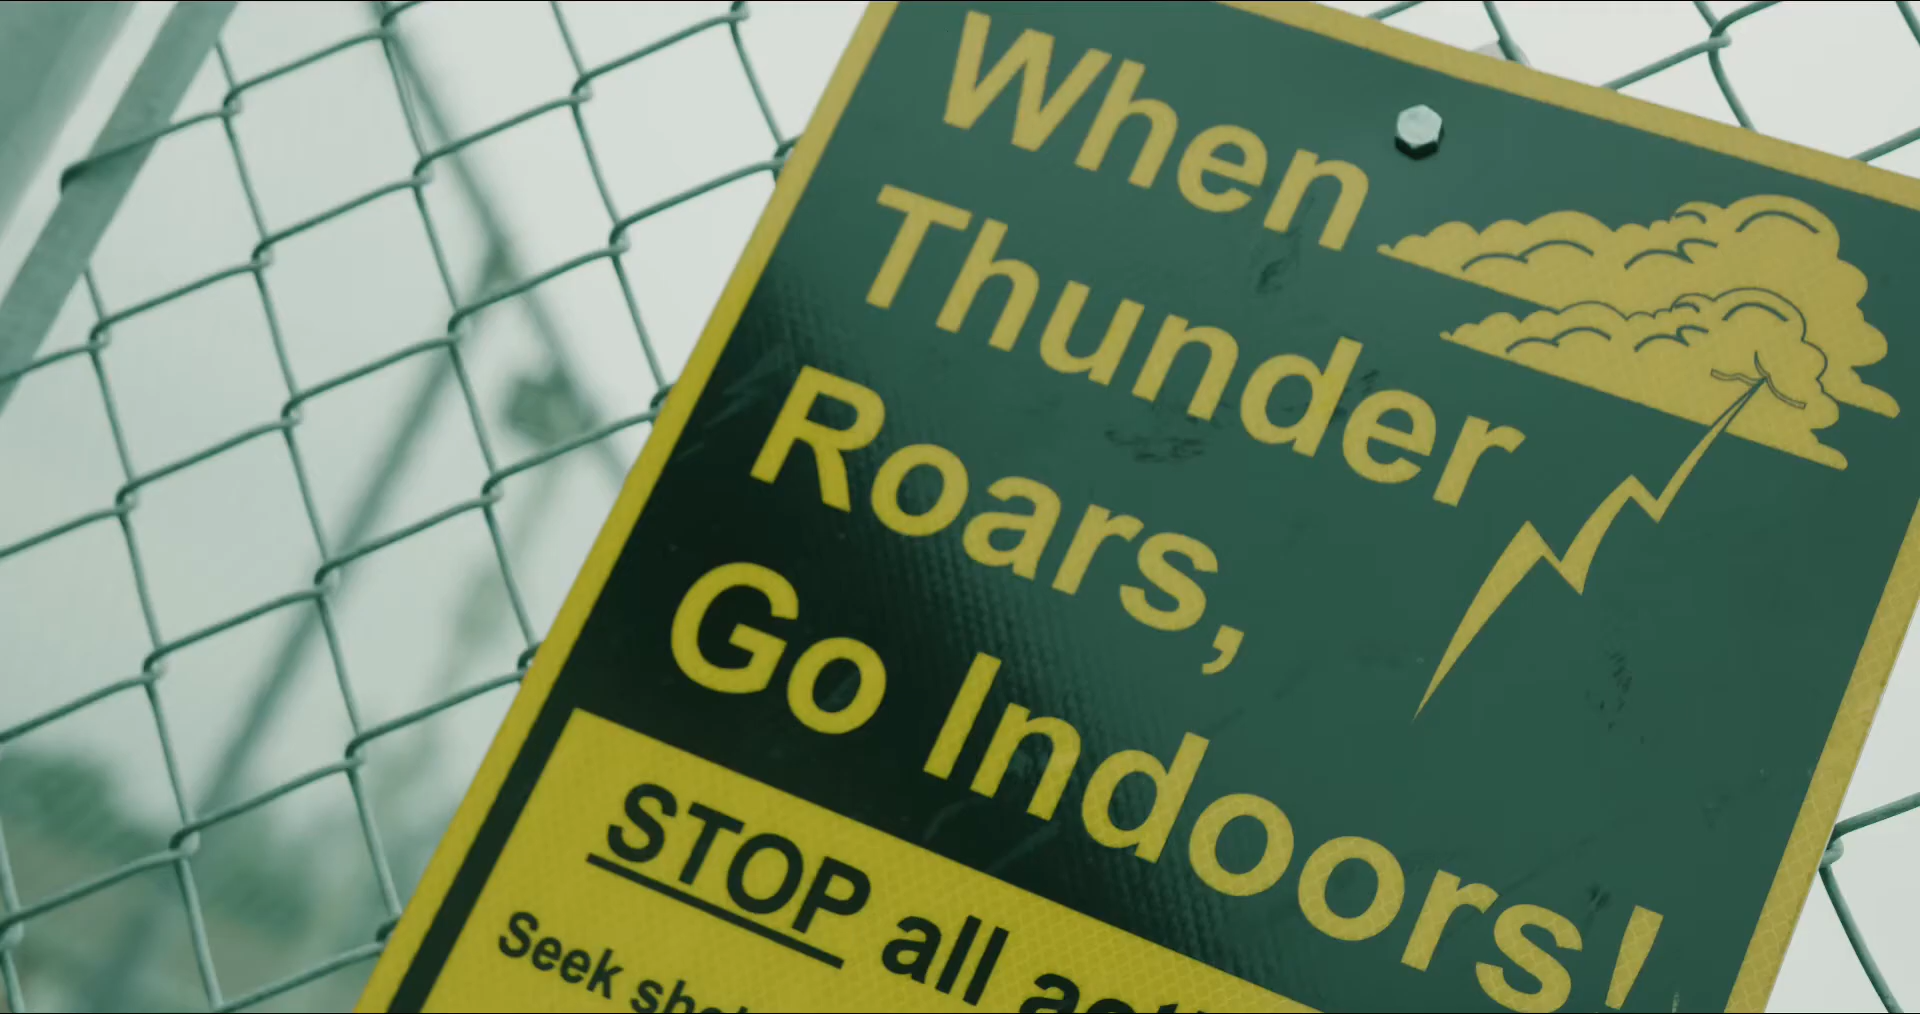 When
Thunder
Roars,
Go Indoors!
STOP all
Seek